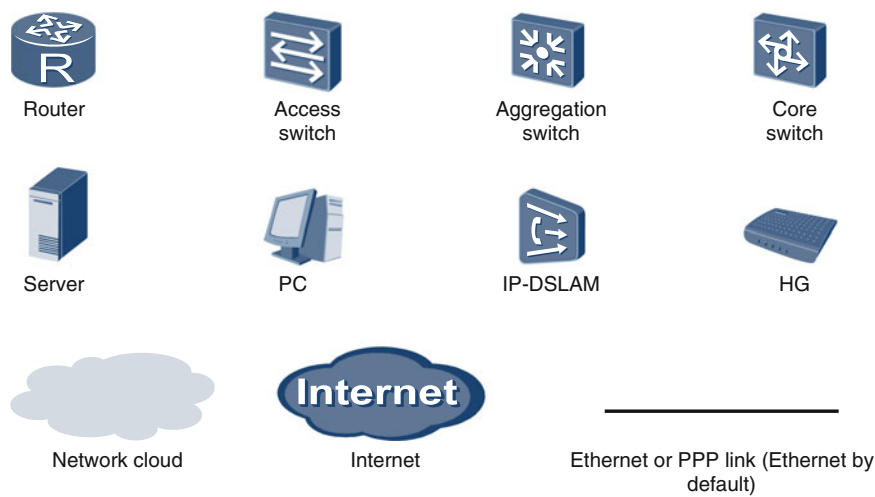 R
Router
Access
switch
Aggregation
switch
Core
switch
Server
PC
IP-DSLAM
HG
Internet
Network cloud
Internet
Ethernet or PPP link (Ethernet by
default)